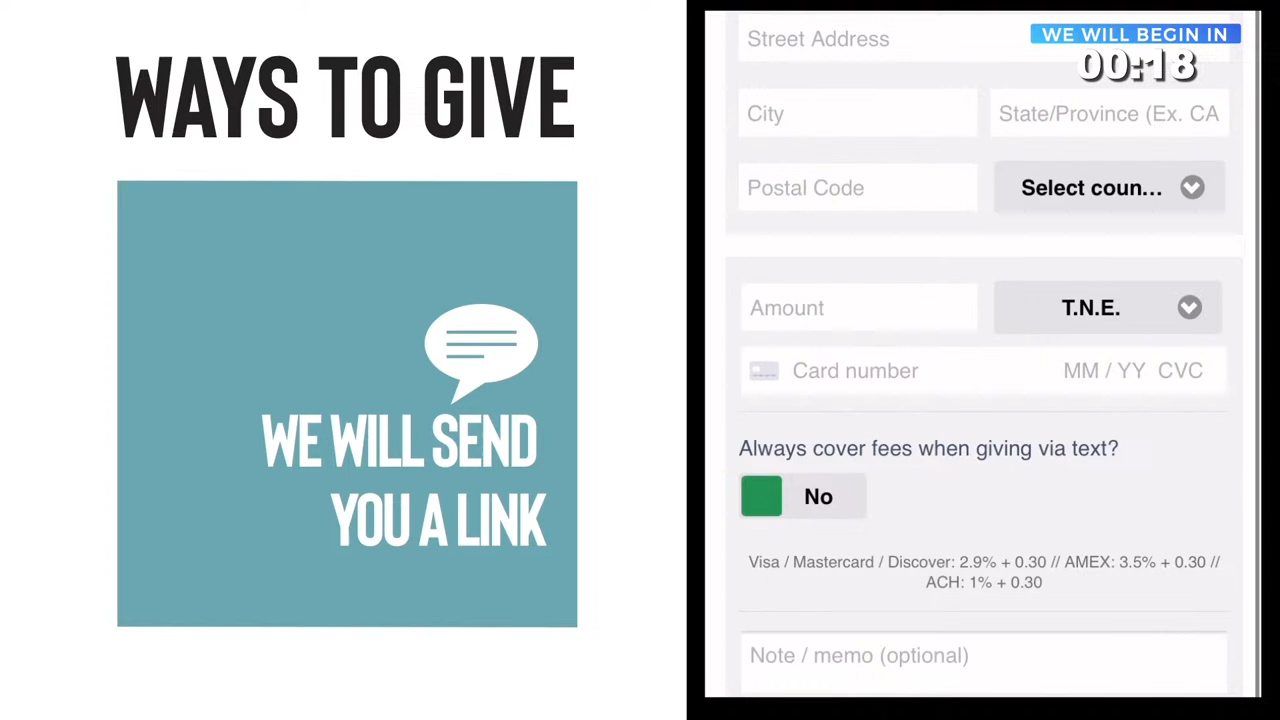 WAYS TO GIVE
WE WILL SEND
YOU A LINK
WE WILL BEGIN IN
00:18
Street Address
City
State/Province (Ex. CA
Postal Code
Select coun...
Amount
T.N.E.
Card number
MM / YY CVC
Always cover fees when giving via text?
No
Visa / Mastercard / Discover: 2.9% + 0.30 // AMEX: 3.5% + 0.30 //
ACH: 1% + 0.30
Note / memo (optional)